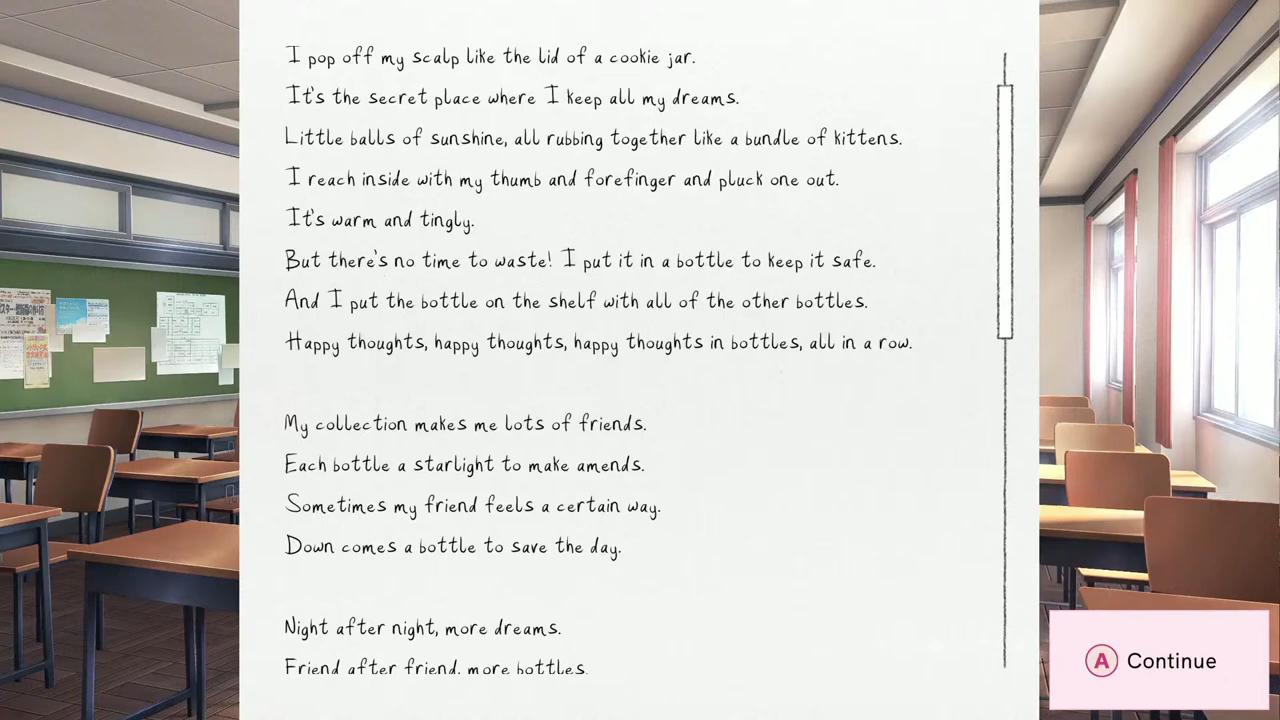 I pop off my scalp like the lid of a cookie jar.
It's the secret place where I keep all my dreams.
Little balls of sunshine, all rubbing together like a bundle of kittens.
I reach inside with my thumb and forefinger and pluck one out.
It's warm and tingly.
But there's no time to waste! I put it in a bottle to keep it safe.
And I put the bottle on the shelf with all of the other bottles.
Happy thoughts, happy thoughts, happy thoughts in bottles, all in a row.
My collection makes me lots of friends.
Each bottle a starlight to make amends.
Sometimes my friend feels a certain way.
Down comes a bottle to save the day.
Night after night, more dreams.
Friend after friend, more bottles.
A Continue